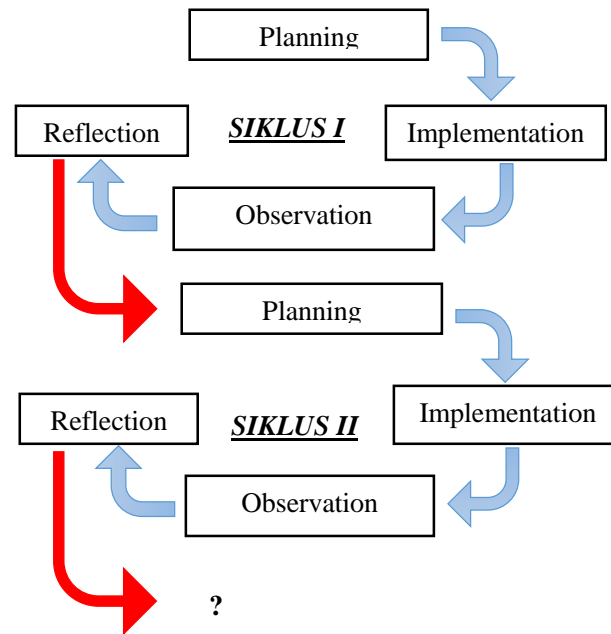 Planning
Reflection
SIKLUS I
Implementation
Observation
Planning
Reflection
SIKLUS II
Implementation
Observation
?